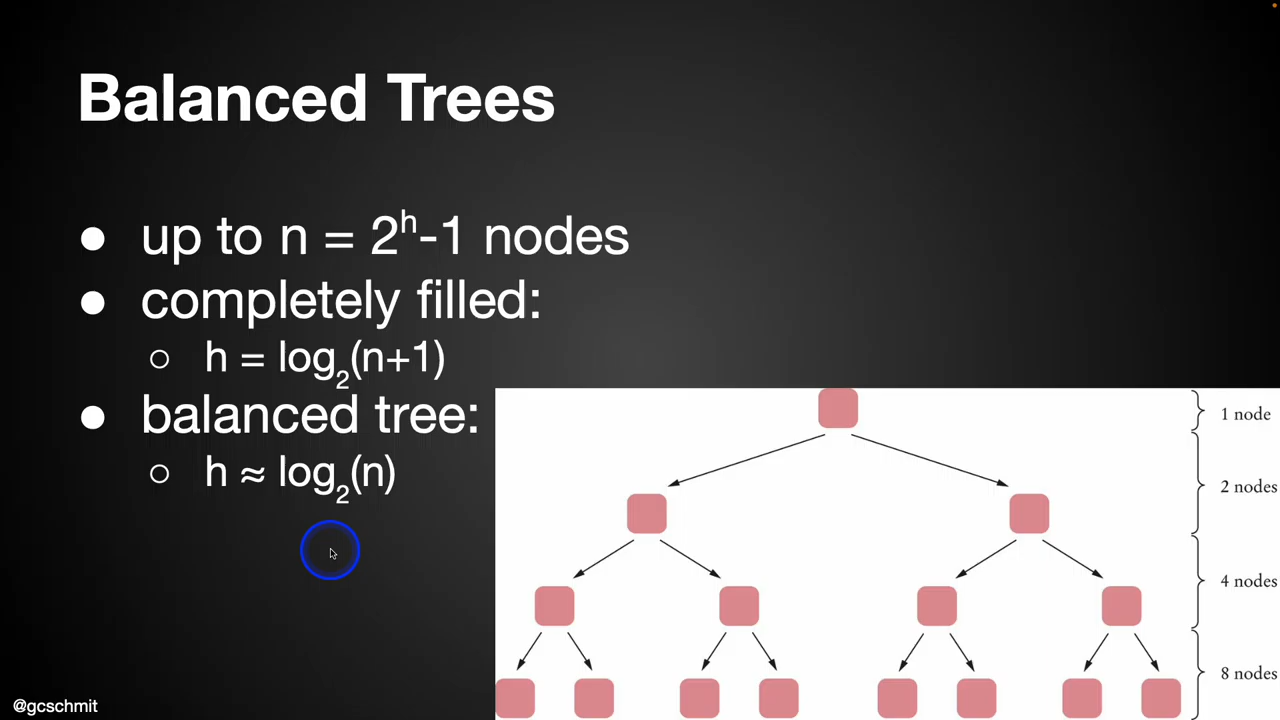 Balanced Trees
● up to n = 2ʰ-1 nodes
● completely filled:
○ h = log₂(n+1)
● balanced tree:
○ h ≈ log₂(n)
1 node
2 nodes
4 nodes
8 nodes
@gcschmit